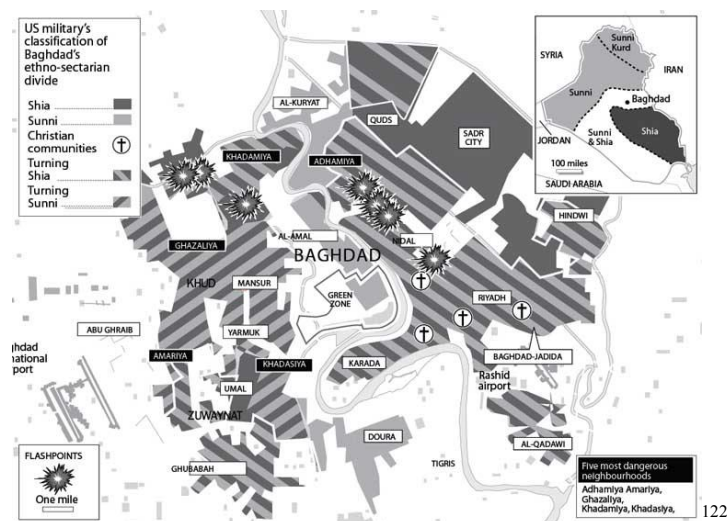 US military's
classification of
Baghdad's
ethno-sectarian
divide
Shia
Sunni
Christian
communities
Turning
Shia
Turning
Sunni
AL-KURYAT
QUDS
SADR
CITY
KHADAMIYA
ADHAMIYA
HINDWI
GHAZALIYA
AL-AMAL
NIDAL
BAGHDAD
KHUD
MANSUR
GREEN
ZONE
RIYADH
ABU GHRAIB
YARMUK
ghdad
national
port
AMARIYA
KHADASIYA
KARADA
BAGHDAD-JADIDA
Rashid
airport
UMAL
ZUWAYNAT
DOURA
AL-QADAWI
GHUBABAH
TIGRIS
FLASHPOINTS
One mile
Five most dangerous
neighbourhoods
Adhamiya Amariya,
Ghazaliya,
Khadamiya, Khadasiya,
SYRIA
Sunni
Kurd
IRAN
Sunni
Baghdad
JORDAN
Sunni
& Shia
Shia
100 miles
SAUDI ARABIA
122